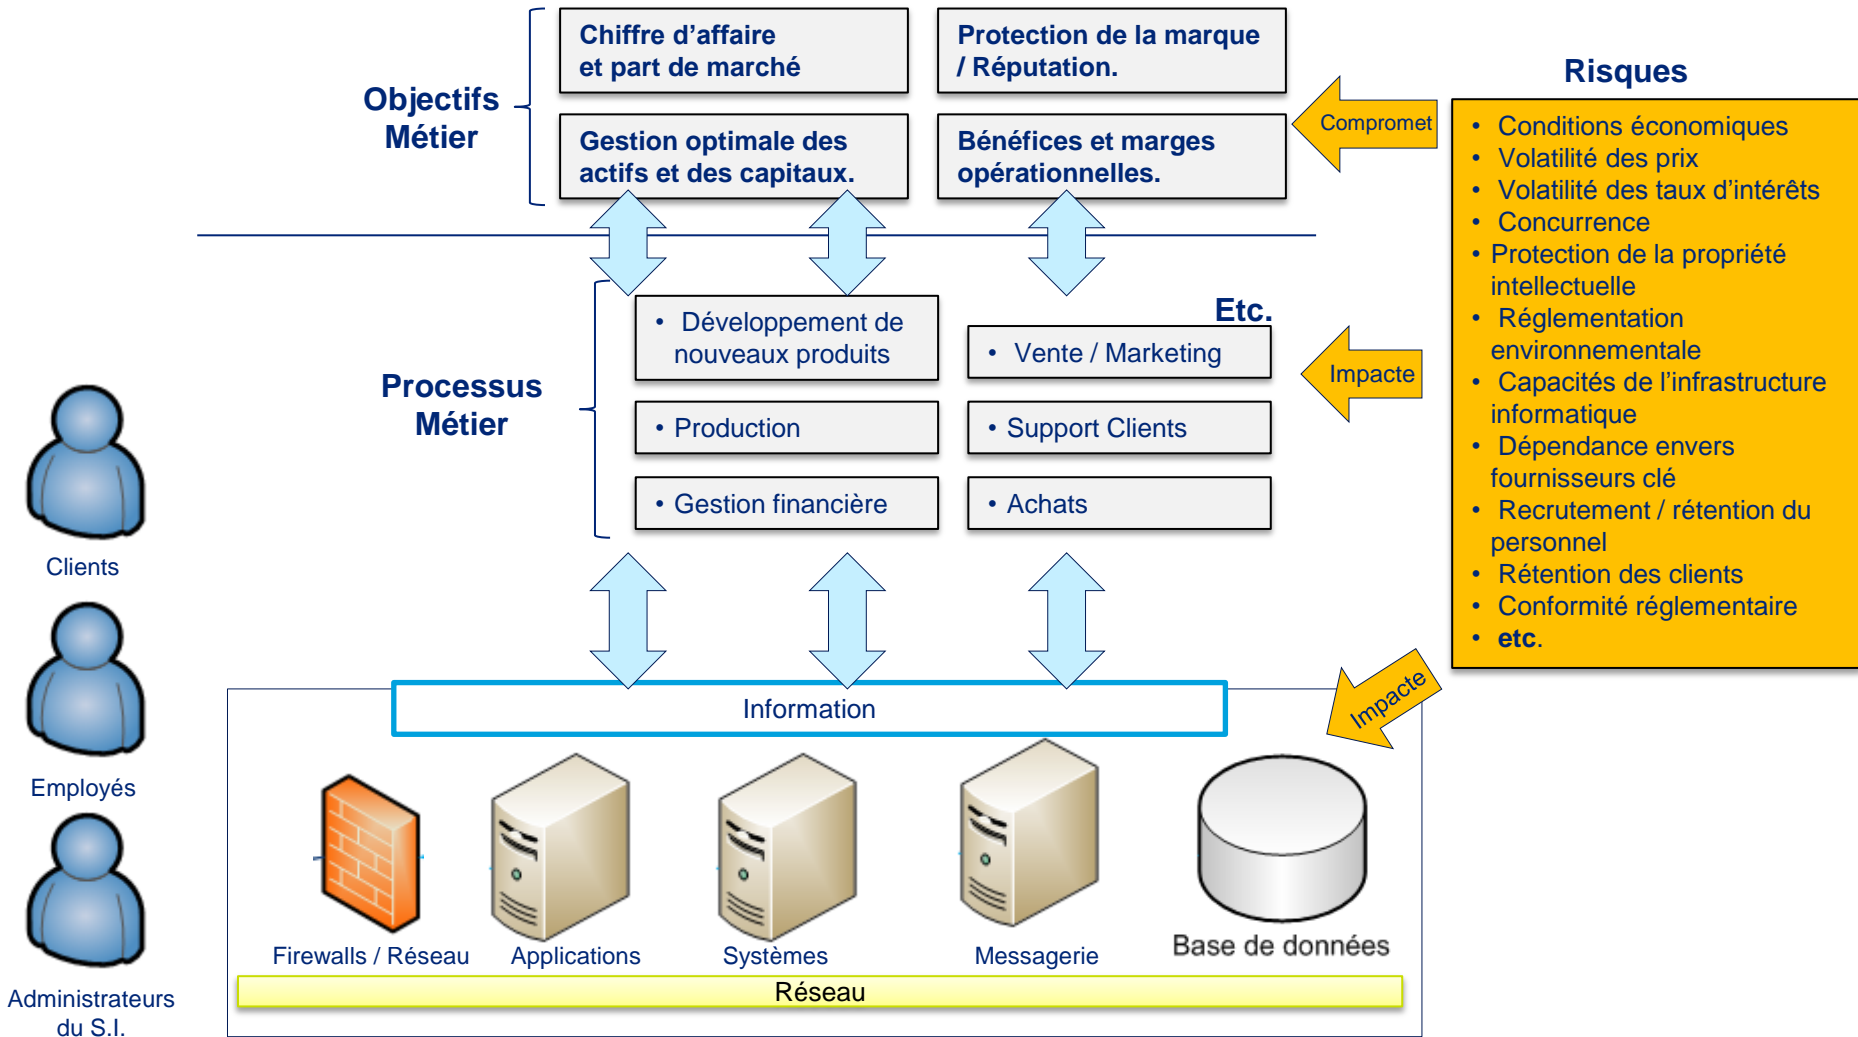 Chiffre d’affaire
et part de marché
Protection de la marque
/ Réputation.
Objectifs
Métier
Gestion optimale des
actifs et des capitaux.
Bénéfices et marges
opérationnelles.
Compromet
Risques
• Conditions économiques
• Volatilité des prix
• Volatilité des taux d’intérêts
• Concurrence
• Protection de la propriété
intellectuelle
• Réglementation
environnementale
• Capacités de l’infrastructure
informatique
• Dépendance envers
fournisseurs clé
• Recrutement / rétention du
personnel
• Rétention des clients
• Conformité réglementaire
• etc.
Etc.
Processus
Métier
• Développement de
nouveaux produits
• Vente / Marketing
• Production
• Support Clients
• Gestion financière
• Achats
Impacte
Impacte
Clients
Employés
Administrateurs
du S.I.
Information
Firewalls / Réseau
Applications
Systèmes
Messagerie
Base de données
Réseau